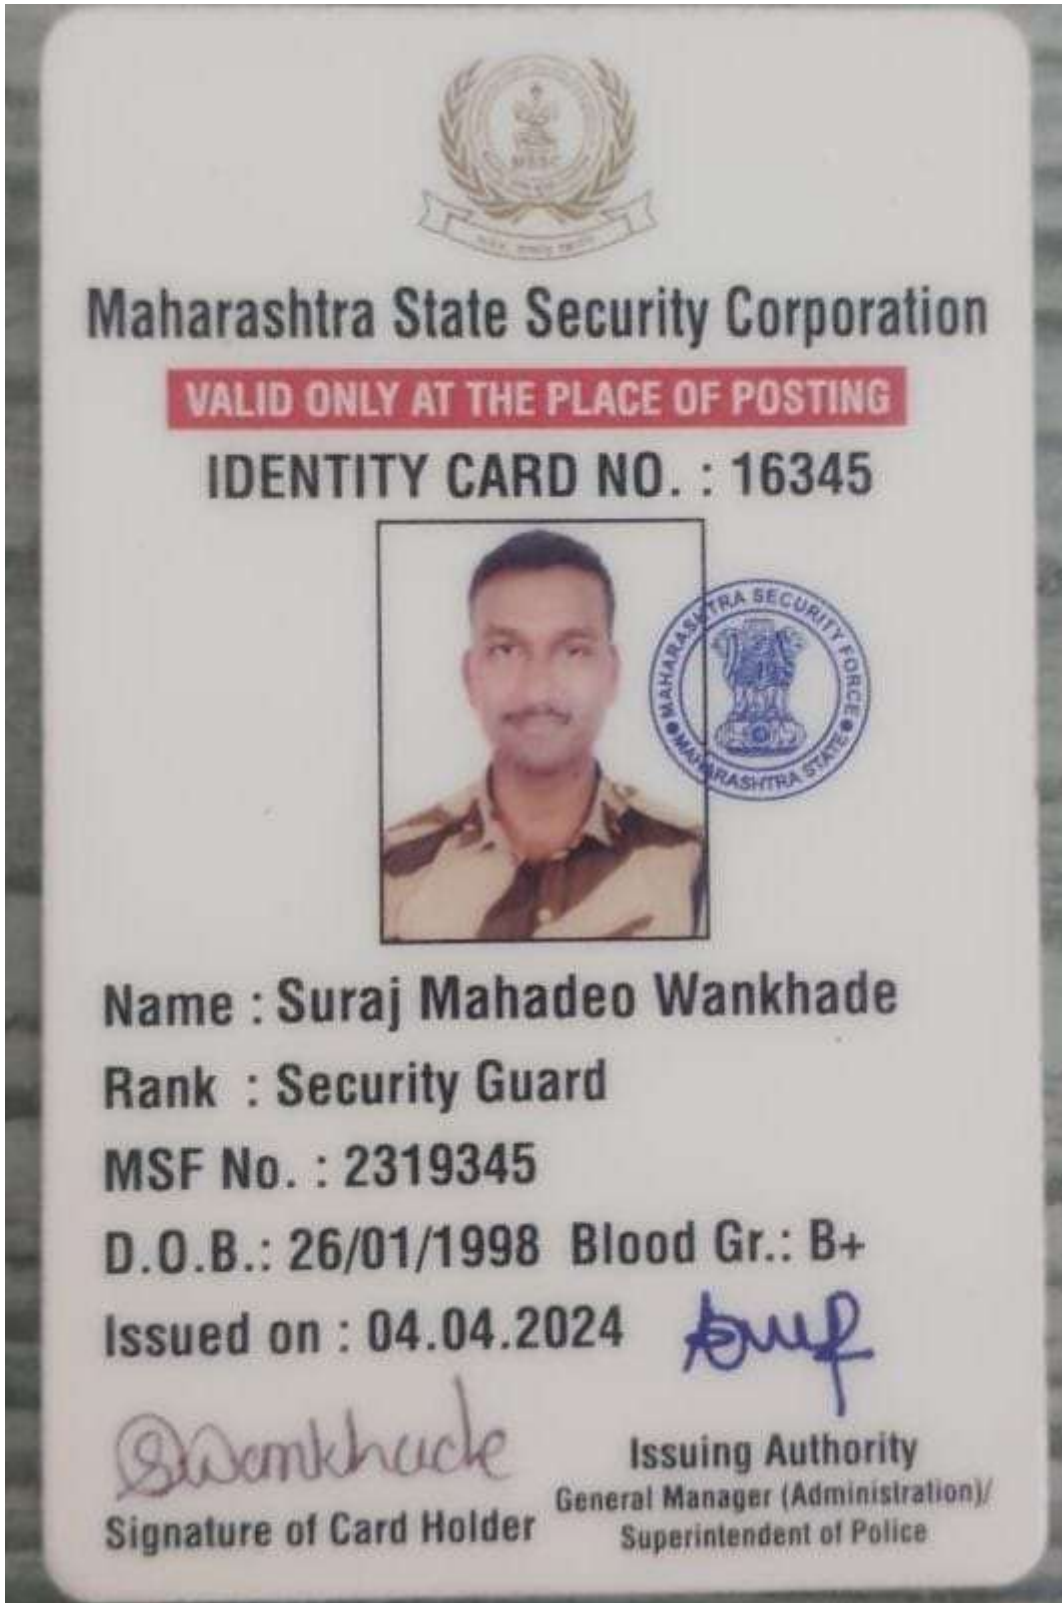 MSSC
Maharashtra State Security Corporation
VALID ONLY AT THE PLACE OF POSTING
IDENTITY CARD NO. : 16345
MAHARASHTRA SECURITY FORCE
MAHARASHTRA STATE
Name : Suraj Mahadeo Wankhade
Rank : Security Guard
MSF No. : 2319345
D.O.B.: 26/01/1998 Blood Gr.: B+
Issued on : 04.04.2024
SWankhade
Signature of Card Holder
Issuing Authority
General Manager (Administration)/
Superintendent of Police